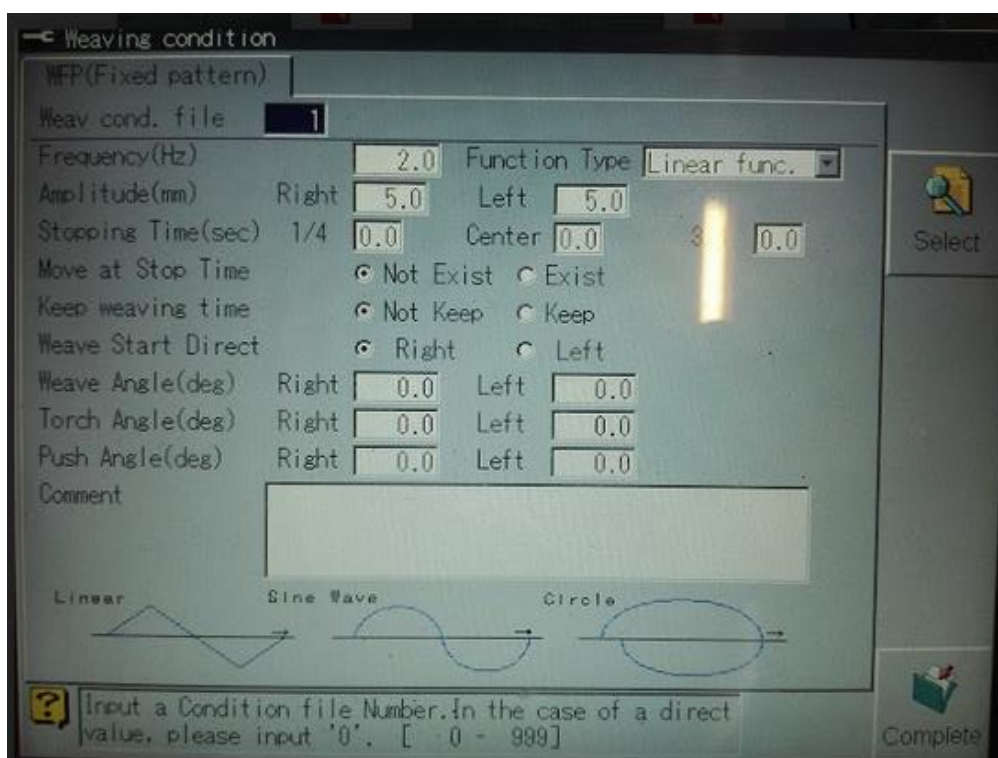 Weaving condition
WFP(Fixed pattern)
Weav cond. file 1
Frequency(Hz) 2.0 Function Type Linear func.
Amplitude(mm) Right 5.0 Left 5.0
Stopping Time(sec) 1/4 0.0 Center 0.0 0.0
Select
Move at Stop Time Not Exist Exist
Keep weaving time Not Keep Keep
Weave Start Direct Right Left
Weave Angle(deg) Right 0.0 Left 0.0
Torch Angle(deg) Right 0.0 Left 0.0
Push Angle(deg) Right 0.0 Left 0.0
Comment
Linear Sine Wave Circle
? Input a Condition file Number.In the case of a direct
value, please input '0'. [ 0 - 999]
Complete